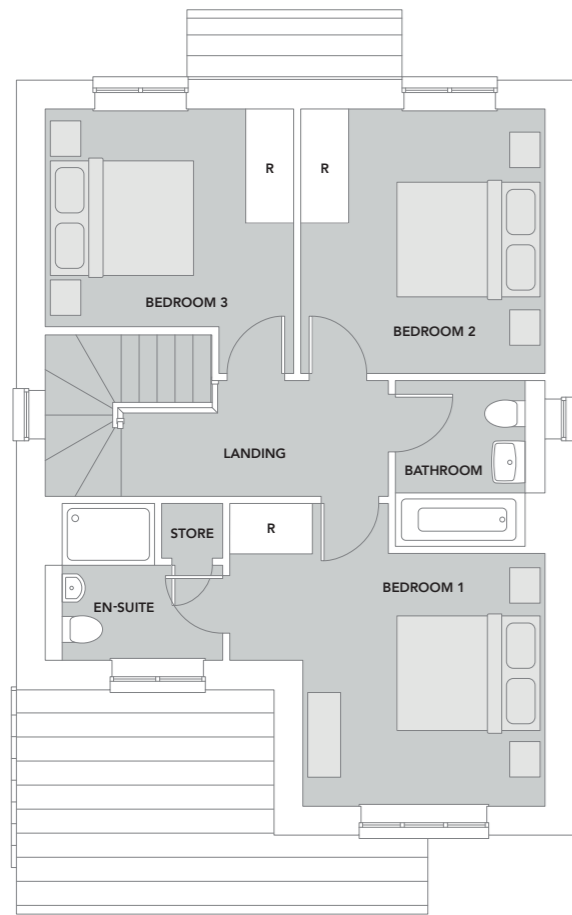 R
R
BEDROOM 3
BEDROOM 2
LANDING
BATHROOM
STORE
R
BEDROOM 1
EN-SUITE